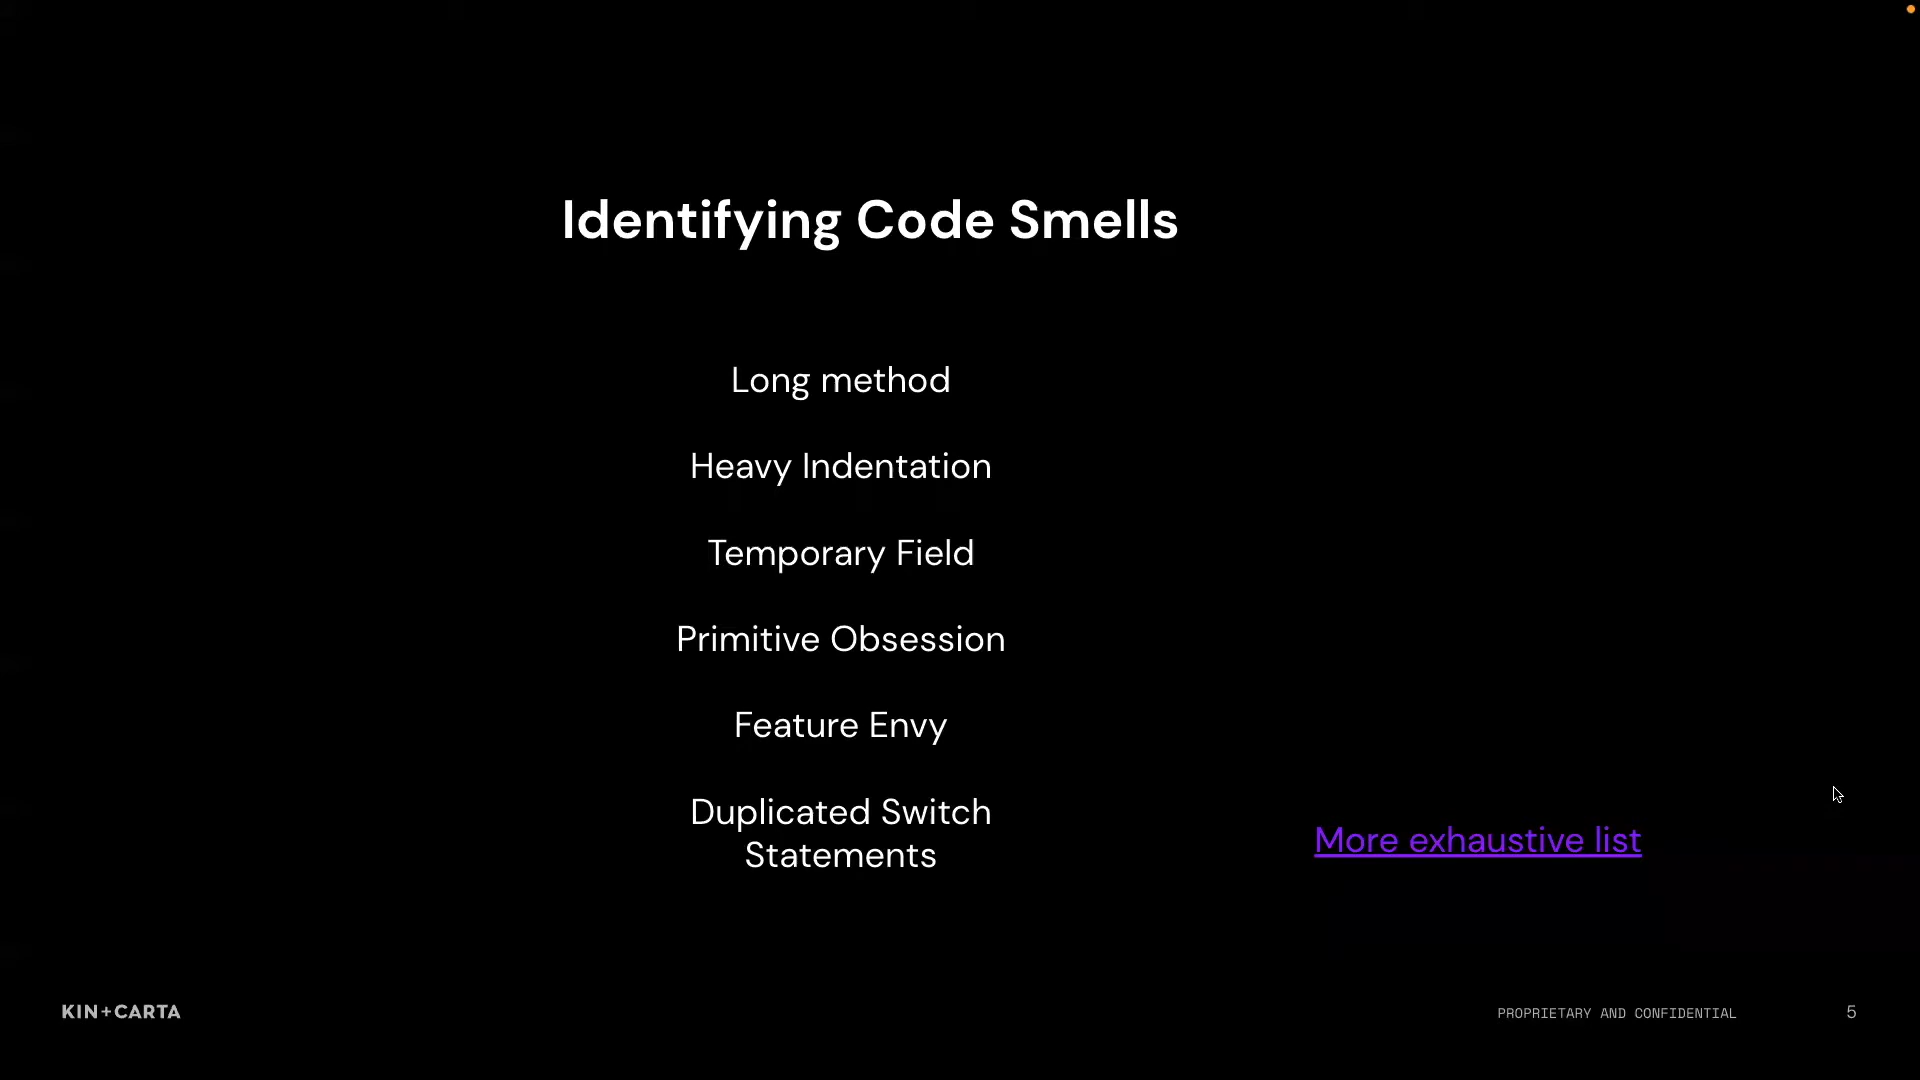 Identifying Code Smells
Long method
Heavy Indentation
Temporary Field
Primitive Obsession
Feature Envy
Duplicated Switch
Statements
More exhaustive list
KIN+CARTA
PROPRIETARY AND CONFIDENTIAL
5